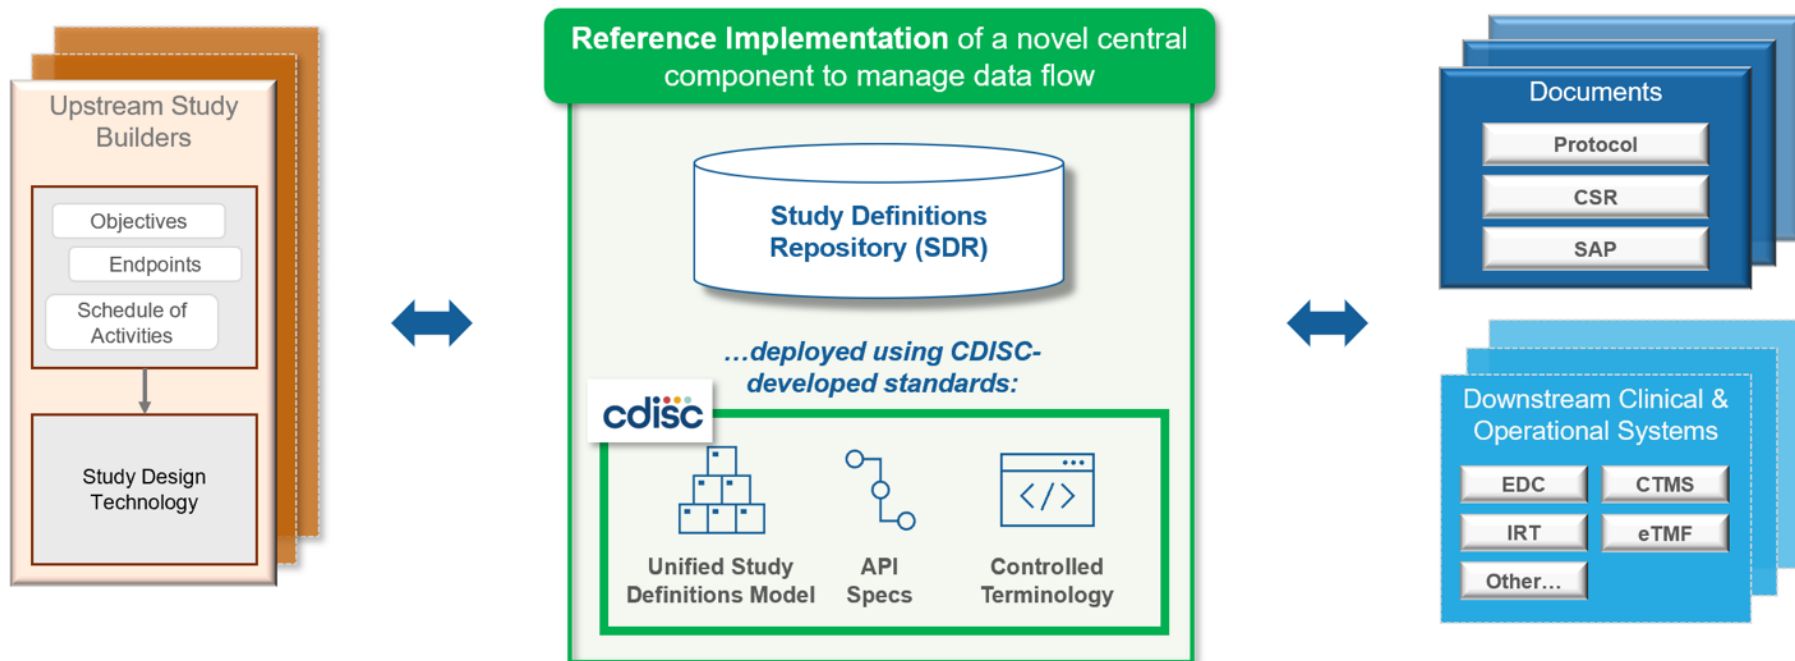 Upstream Study
Builders
Objectives
Endpoints
Schedule of
Activities
Study Design
Technology
Reference Implementation of a novel central
component to manage data flow
Study Definitions
Repository (SDR)
...deployed using CDISC-
developed standards:
cdisc
</>
Unified Study
Definitions Model
API
Specs
Controlled
Terminology
Documents
Protocol
CSR
SAP
Downstream Clinical &
Operational Systems
EDC
CTMS
IRT
eTMF
Other...